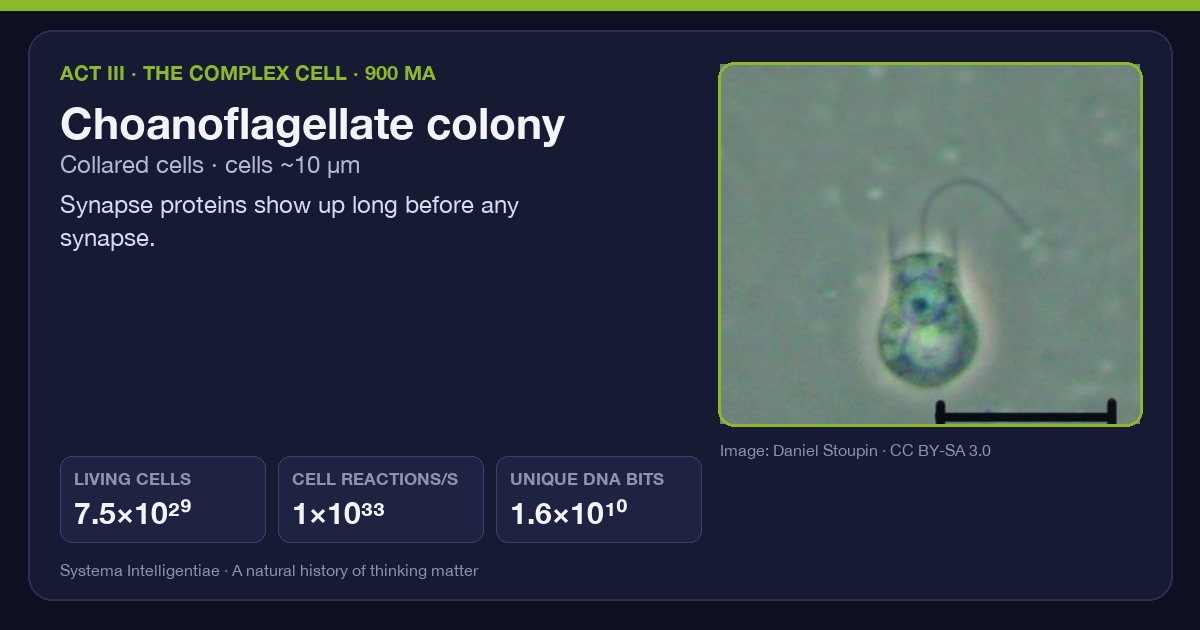 ACT III · THE COMPLEX CELL · 900 MA
Choanoflagellate colony
Collared cells · cells ~10 µm
Synapse proteins show up long before any
synapse.
Image: Daniel Stoupin · CC BY-SA 3.0
LIVING CELLS
7.5×10²⁹
CELL REACTIONS/S
1×10³³
UNIQUE DNA BITS
1.6×10¹⁰
Systema Intelligentiae · A natural history of thinking matter